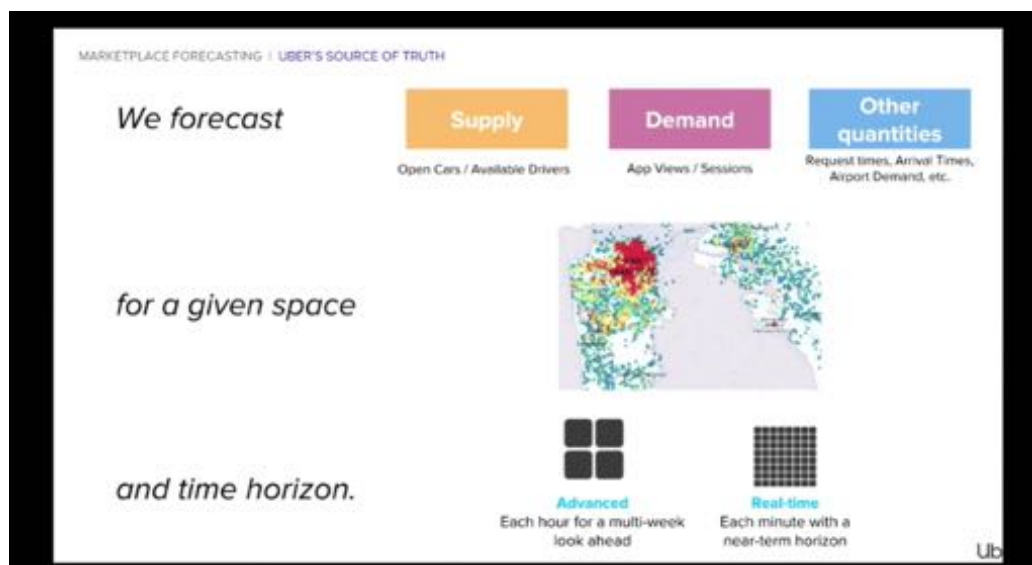 MARKETPLACE FORECASTING | UBER'S SOURCE OF TRUTH
We forecast
Supply
Open Cars / Available Drivers
Demand
App Views / Sessions
Other
quantities
Request times, Arrival Times,
Airport Demand, etc.
for a given space
and time horizon.
Advanced
Each hour for a multi-week
look ahead
Real-time
Each minute with a
near-term horizon
Ub